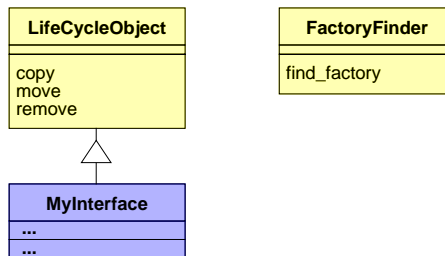 LifeCycleObject
copy
move
remove
FactoryFinder
find_factory
MyInterface
...
...